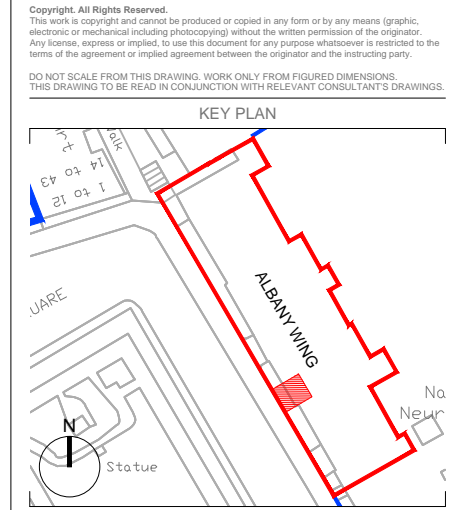 Copyright. All Rights Reserved.
This work is copyright and cannot be produced or copied in any form or by any means (graphic,
electronic or mechanical including photocopying) without the written permission of the originator.
Any license, express or implied, to use this document for any purpose whatsoever is restricted to the
terms of the agreement or implied agreement between the originator and the instructing party.
DO NOT SCALE FROM THIS DRAWING. WORK ONLY FROM FIGURED DIMENSIONS.
THIS DRAWING TO BE READ IN CONJUNCTION WITH RELEVANT CONSULTANT'S DRAWINGS.
KEY PLAN
rt
alk
14 to 43
1 to 12
UARE
ALBANY WING
Na
Neur
N
Statue